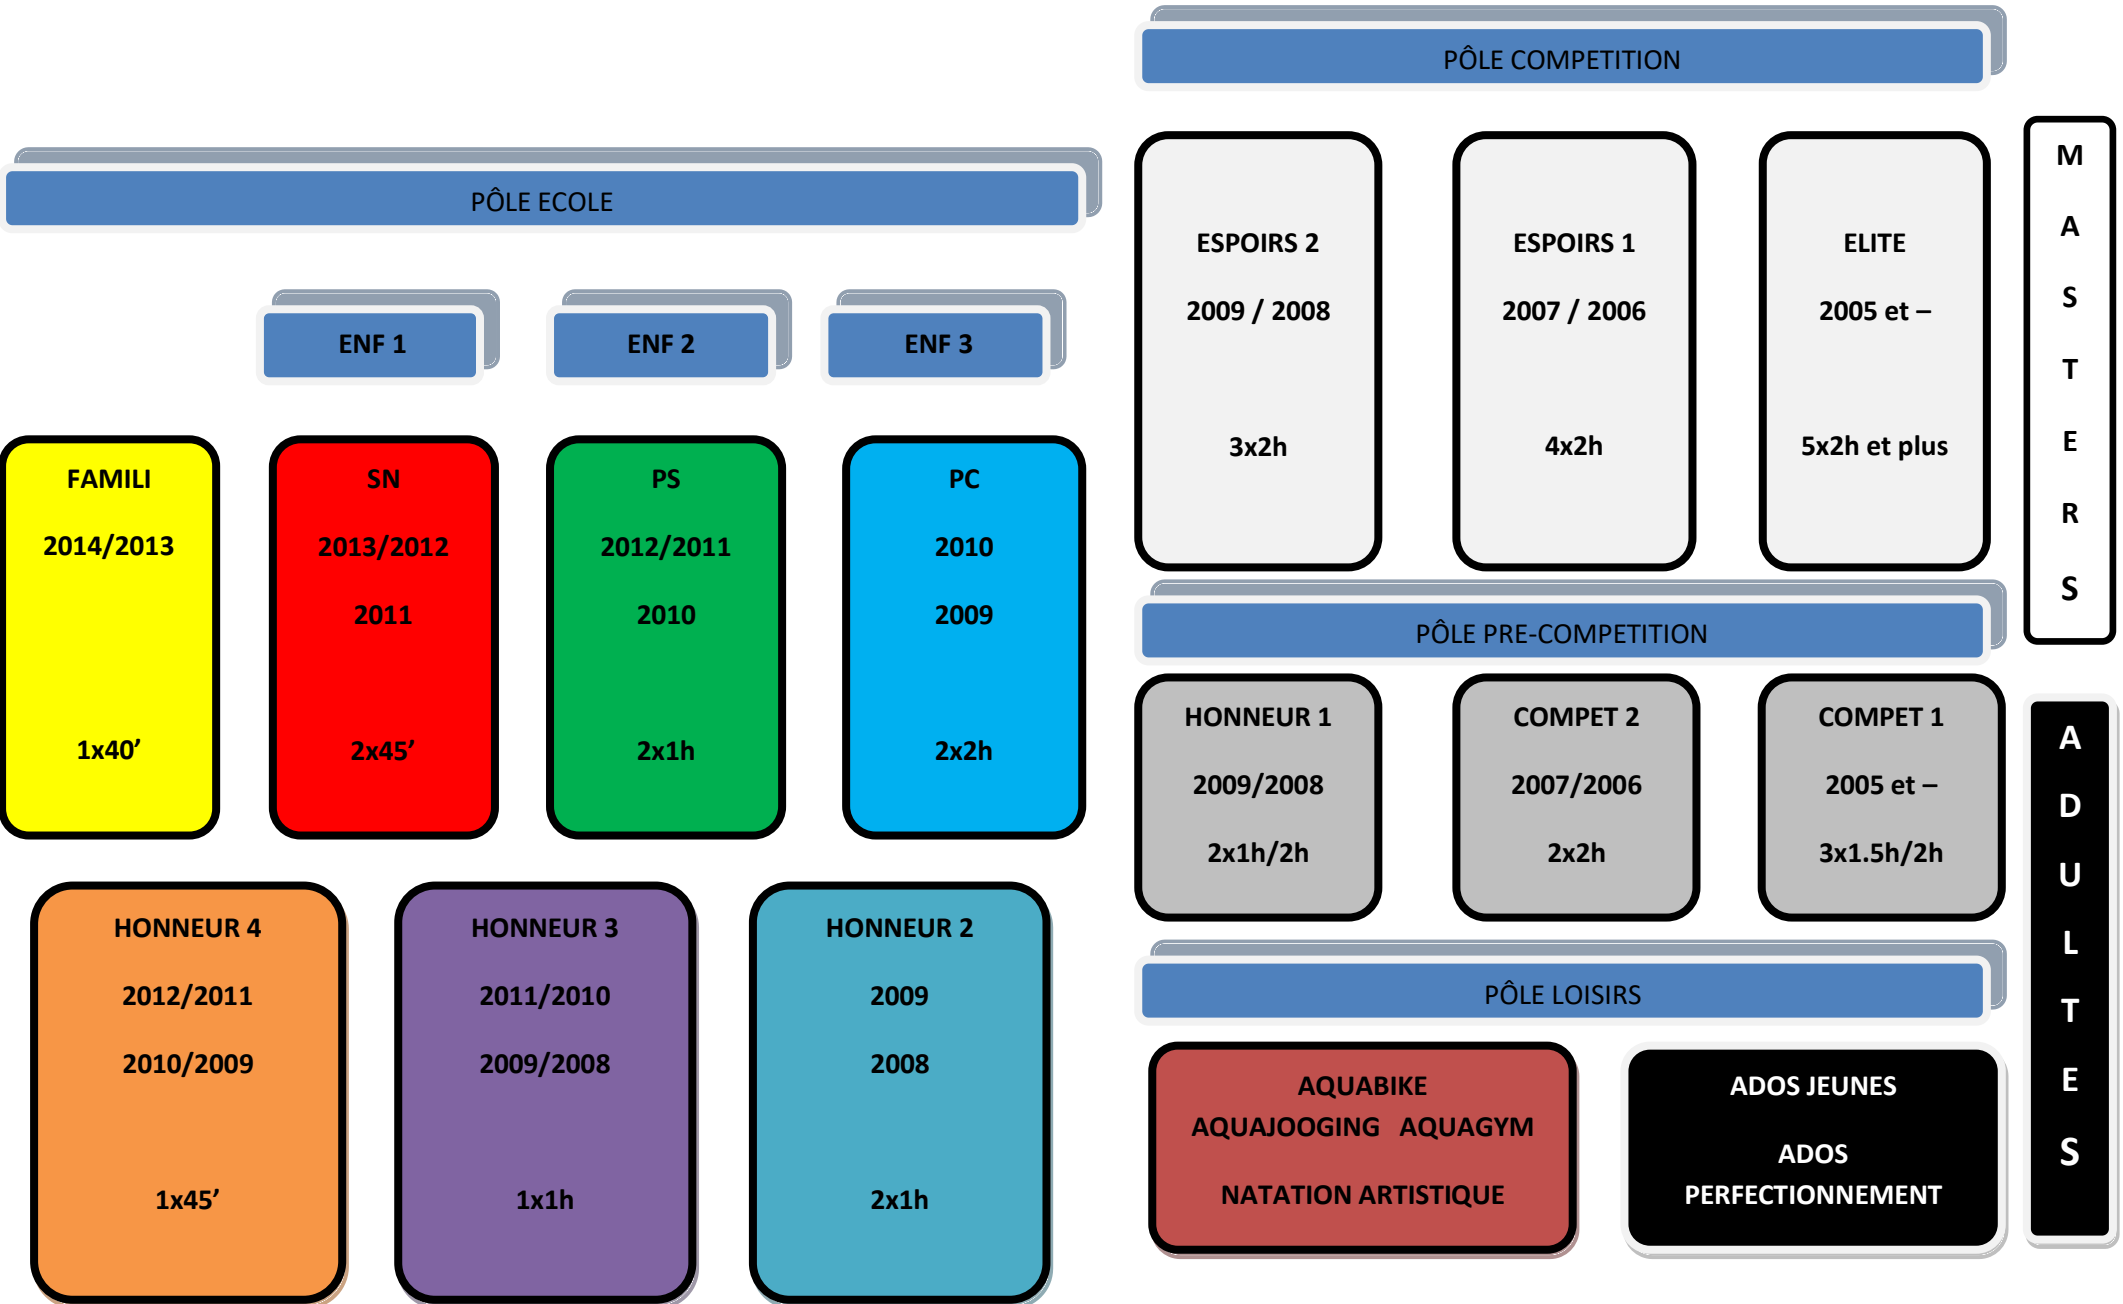 PÔLE ECOLE
ENF 1
ENF 2
ENF 3
FAMILI
2014/2013
1x40’
SN
2013/2012
2011
2x45’
PS
2012/2011
2010
2x1h
PC
2010
2009
2x2h
HONNEUR 4
2012/2011
2010/2009
1x45’
HONNEUR 3
2011/2010
2009/2008
1x1h
HONNEUR 2
2009
2008
2x1h
PÔLE COMPETITION
ESPOIRS 2
2009 / 2008
3x2h
ESPOIRS 1
2007 / 2006
4x2h
ELITE
2005 et –
5x2h et plus
PÔLE PRE-COMPETITION
HONNEUR 1
2009/2008
2x1h/2h
COMPET 2
2007/2006
2x2h
COMPET 1
2005 et –
3x1.5h/2h
PÔLE LOISIRS
AQUABIKE
AQUAJOOGING AQUAGYM
NATATION ARTISTIQUE
ADOS JEUNES
ADOS
PERFECTIONNEMENT
M
A
S
T
E
R
S
A
D
U
L
T
E
S